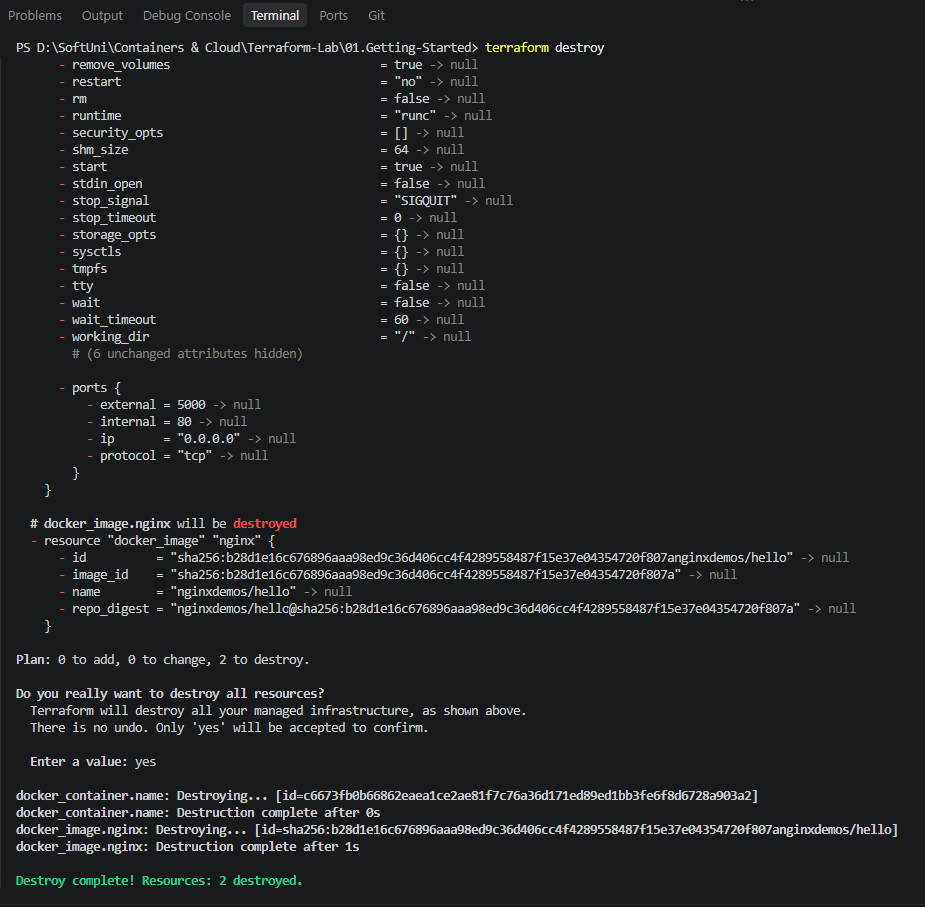 Problems Output Debug Console Terminal Ports Git
PS D:\SoftUni\Containers & Cloud\Terraform-Lab\01.Getting-Started> terraform destroy
- remove_volumes = true -> null
- restart = "no" -> null
- rm = false -> null
- runtime = "runc" -> null
- security_opts = [] -> null
- shm_size = 64 -> null
- start = true -> null
- stdin_open = false -> null
- stop_signal = "SIGQUIT" -> null
- stop_timeout = 0 -> null
- storage_opts = {} -> null
- sysctls = {} -> null
- tmpfs = {} -> null
- tty = false -> null
- wait = false -> null
- wait_timeout = 60 -> null
- working_dir = "/" -> null
# (6 unchanged attributes hidden)
- ports {
- external = 5000 -> null
- internal = 80 -> null
- ip = "0.0.0.0" -> null
- protocol = "tcp" -> null
}
}
# docker_image.nginx will be destroyed
- resource "docker_image" "nginx" {
- id = "sha256:b28d1e16c676896aaa98ed9c36d406cc4f4289558487f15e37e04354720f807anginxdemos/hello" -> null
- image_id = "sha256:b28d1e16c676896aaa98ed9c36d406cc4f4289558487f15e37e04354720f807a" -> null
- name = "nginxdemos/hello" -> null
- repo_digest = "nginxdemos/hello@sha256:b28d1e16c676896aaa98ed9c36d406cc4f4289558487f15e37e04354720f807a" -> null
}
Plan: 0 to add, 0 to change, 2 to destroy.
Do you really want to destroy all resources?
Terraform will destroy all your managed infrastructure, as shown above.
There is no undo. Only 'yes' will be accepted to confirm.
Enter a value: yes
docker_container.name: Destroying... [id=c6673fb0b66862eaea1ce2ae81f7c76a36d171ed89ed1bb3fe6f8d6728a903a2]
docker_container.name: Destruction complete after 0s
docker_image.nginx: Destroying... [id=sha256:b28d1e16c676896aaa98ed9c36d406cc4f4289558487f15e37e04354720f807anginxdemos/hello]
docker_image.nginx: Destruction complete after 1s
Destroy complete! Resources: 2 destroyed.